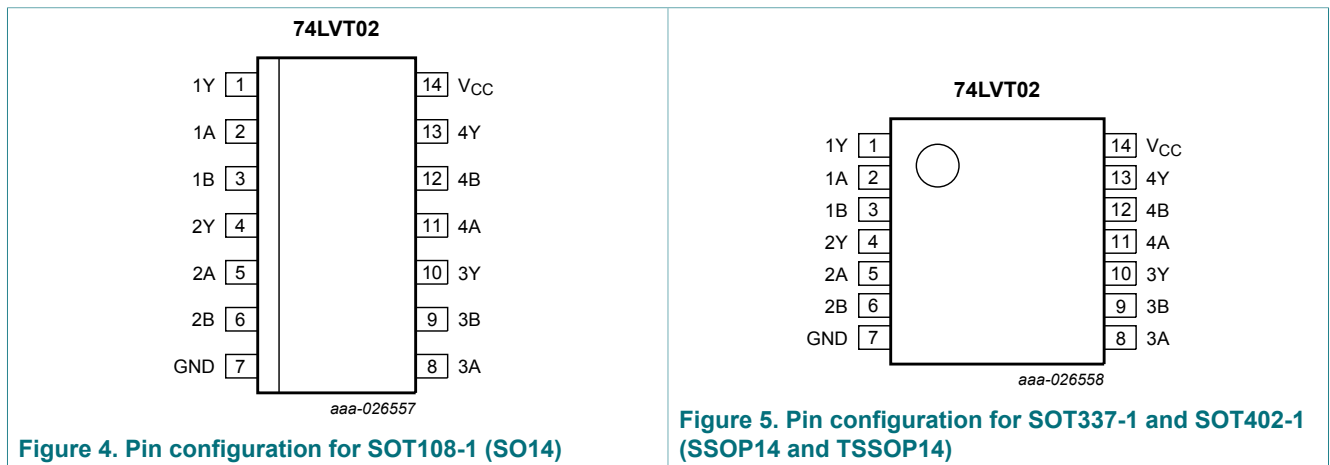 74LVT02
1Y 1 14 VCC
1A 2 13 4Y
1B 3 12 4B
2Y 4 11 4A
2A 5 10 3Y
2B 6 9 3B
GND 7 8 3A
aaa-026557
Figure 4. Pin configuration for SOT108-1 (SO14)
74LVT02
1Y 1 14 VCC
1A 2 13 4Y
1B 3 12 4B
2Y 4 11 4A
2A 5 10 3Y
2B 6 9 3B
GND 7 8 3A
aaa-026558
Figure 5. Pin configuration for SOT337-1 and SOT402-1
(SSOP14 and TSSOP14)